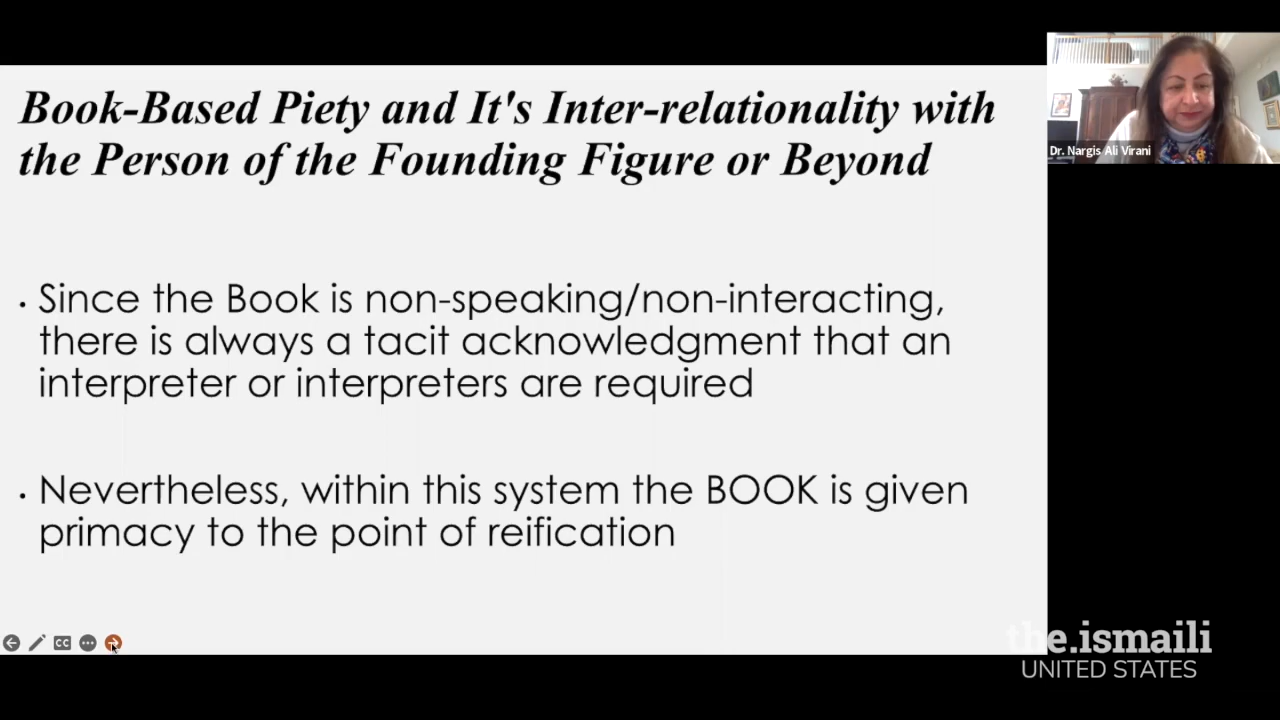 Book-Based Piety and It's Inter-relationality with
the Person of the Founding Figure or Beyond
• Since the Book is non-speaking/non-interacting,
there is always a tacit acknowledgment that an
interpreter or interpreters are required
• Nevertheless, within this system the BOOK is given
primacy to the point of reification
Dr. Nargis Ali Virani
CC
the.ismaili
UNITED STATES